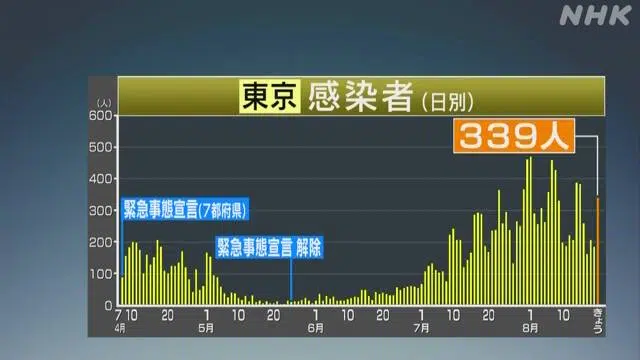 NHK
東京 感染者(日別)
(人)
600
500
400
300
200
100
0
339人
緊急事態宣言(7都府県)
緊急事態宣言 解除
7 10 20 1 10 20 1 10 20 1 10 20 1 10 きょう
4月 5月 6月 7月 8月